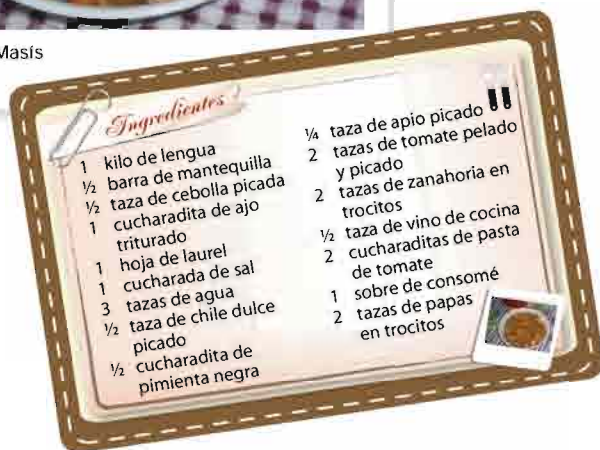 Masís
Ingredientes
1 kilo de lengua
½ barra de mantequilla
½ taza de cebolla picada
1 cucharadita de ajo
triturado
1 hoja de laurel
1 cucharada de sal
3 tazas de agua
½ taza de chile dulce
picado
½ cucharadita de
pimienta negra
¼ taza de apio picado
2 tazas de tomate pelado
y picado
2 tazas de zanahoria en
trocitos
½ taza de vino de cocina
2 cucharaditas de pasta
de tomate
1 sobre de consomé
2 tazas de papas
en trocitos